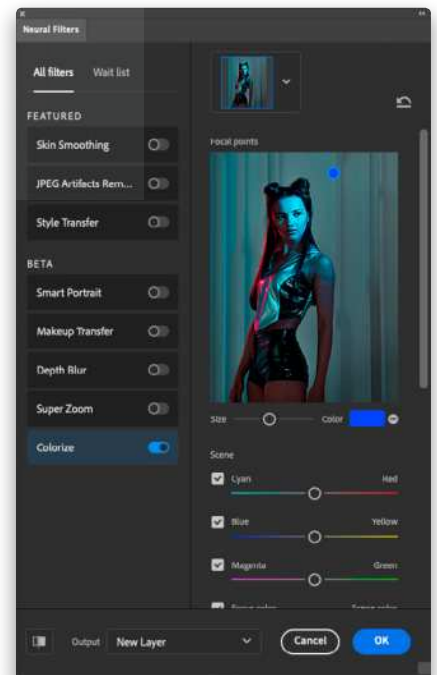 Neural Filters
All filters
Wait list
FEATURED
Skin Smoothing
JPEG Artifacts Rem...
Style Transfer
BETA
Smart Portrait
Makeup Transfer
Depth Blur
Super Zoom
Colorize
Focal points
Size
Color
Scene
Cyan
Red
Blue
Yellow
Magenta
Green
Output
New Layer
Cancel
OK